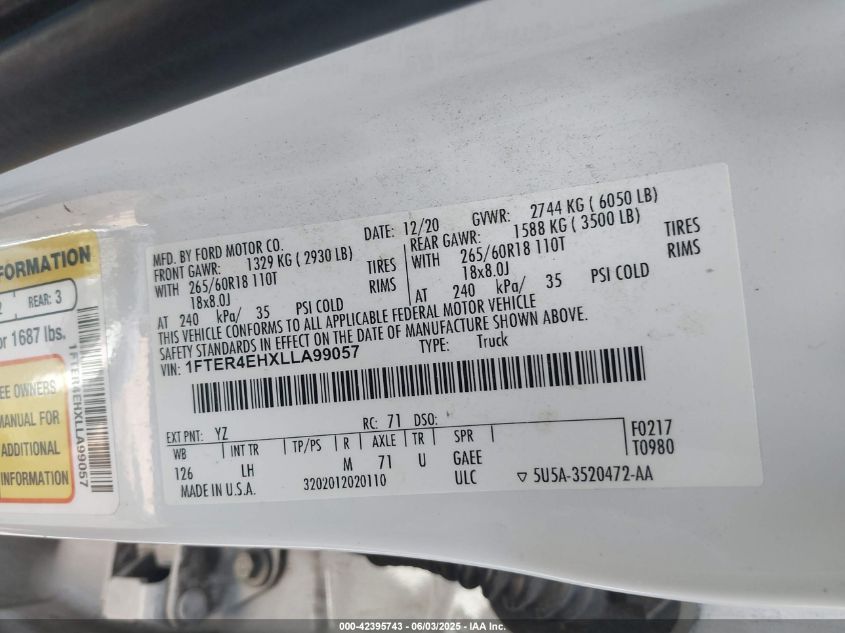 FORMATION
REAR: 3
or 1687 lbs.
EE OWNERS
MANUAL FOR
ADDITIONAL
INFORMATION
1FTER4EHXLLA99057
MFD. BY FORD MOTOR CO.
DATE: 12/20
GVWR: 2744 KG ( 6050 LB)
FRONT GAWR: 1329 KG ( 2930 LB)
REAR GAWR: 1588 KG ( 3500 LB)
WITH 265/60R18 110T TIRES
WITH 265/60R18 110T TIRES
18x8.0J RIMS
18x8.0J RIMS
AT 240 kPa/ 35 PSI COLD
AT 240 kPa/ 35 PSI COLD
THIS VEHICLE CONFORMS TO ALL APPLICABLE FEDERAL MOTOR VEHICLE
SAFETY STANDARDS IN EFFECT ON THE DATE OF MANUFACTURE SHOWN ABOVE.
VIN: 1FTER4EHXLLA99057
TYPE: Truck
EXT PNT: YZ RC: 71 DSO:
WB INT TR TP/PS R AXLE TR SPR
126 LH M 71 U GAEE
ULC
F0217
T0980
MADE IN U.S.A. 3202012020110 ▽ 5U5A-3520472-AA
000-42395743 - 06/03/2025 - IAA Inc.